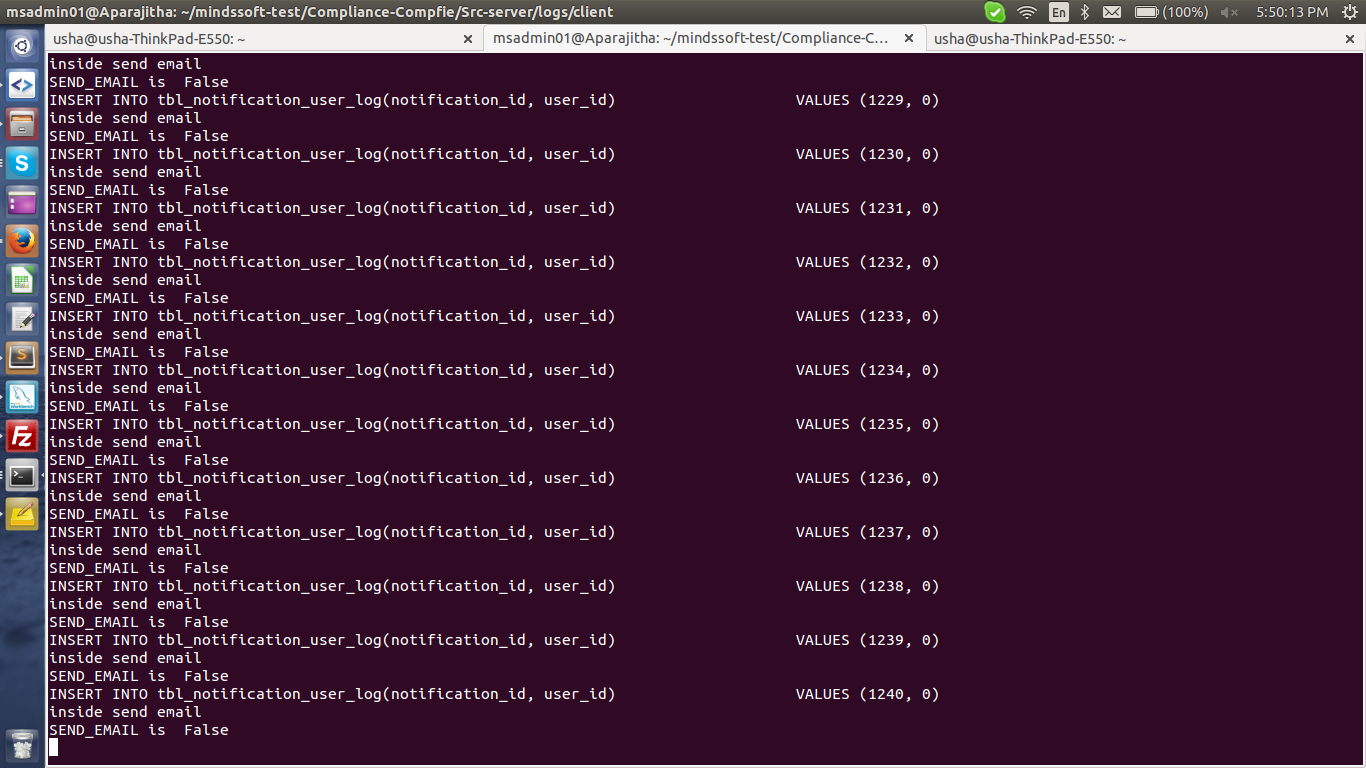 msadmin01@Aparajitha: ~/mindssoft-test/Compliance-Compfie/Src-server/logs/client
En
(100%)
5:50:13 PM
usha@usha-ThinkPad-E550: ~
msadmin01@Aparajitha: ~/mindssoft-test/Compliance-C...
usha@usha-ThinkPad-E550: ~
inside send email
SEND_EMAIL is  False
INSERT INTO tbl_notification_user_log(notification_id, user_id)                    VALUES (1229, 0)
inside send email
SEND_EMAIL is  False
INSERT INTO tbl_notification_user_log(notification_id, user_id)                    VALUES (1230, 0)
inside send email
SEND_EMAIL is  False
INSERT INTO tbl_notification_user_log(notification_id, user_id)                    VALUES (1231, 0)
inside send email
SEND_EMAIL is  False
INSERT INTO tbl_notification_user_log(notification_id, user_id)                    VALUES (1232, 0)
inside send email
SEND_EMAIL is  False
INSERT INTO tbl_notification_user_log(notification_id, user_id)                    VALUES (1233, 0)
inside send email
SEND_EMAIL is  False
INSERT INTO tbl_notification_user_log(notification_id, user_id)                    VALUES (1234, 0)
inside send email
SEND_EMAIL is  False
INSERT INTO tbl_notification_user_log(notification_id, user_id)                    VALUES (1235, 0)
inside send email
SEND_EMAIL is  False
INSERT INTO tbl_notification_user_log(notification_id, user_id)                    VALUES (1236, 0)
inside send email
SEND_EMAIL is  False
INSERT INTO tbl_notification_user_log(notification_id, user_id)                    VALUES (1237, 0)
inside send email
SEND_EMAIL is  False
INSERT INTO tbl_notification_user_log(notification_id, user_id)                    VALUES (1238, 0)
inside send email
SEND_EMAIL is  False
INSERT INTO tbl_notification_user_log(notification_id, user_id)                    VALUES (1239, 0)
inside send email
SEND_EMAIL is  False
INSERT INTO tbl_notification_user_log(notification_id, user_id)                    VALUES (1240, 0)
inside send email
SEND_EMAIL is  False